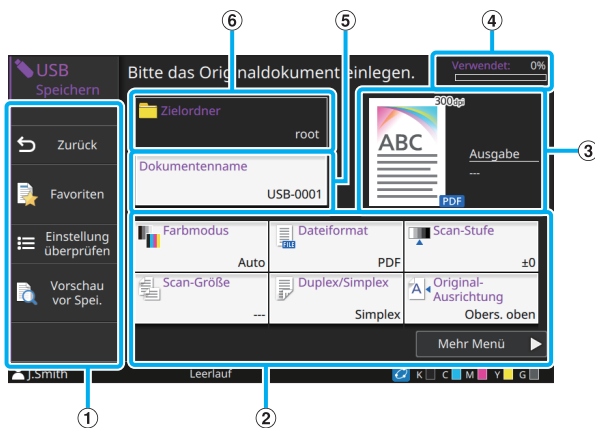 6
5
4
USB
Speichern
Bitte das Originaldokument einlegen.
Verwendet: 0%
Zielordner
root
300dpi
ABC
PDF
Ausgabe
---
3
Zurück
Dokumentenname
USB-0001
Favoriten
Einstellung
überprüfen
Vorschau
vor Spei.
Farbmodus
Auto
FILE
Dateiformat
PDF
Scan-Stufe
±0
Scan-Größe
---
Duplex/Simplex
Simplex
A
Original-
Ausrichtung
Obers. oben
Mehr Menü
J.Smith
Leerlauf
K C M Y G
1
2